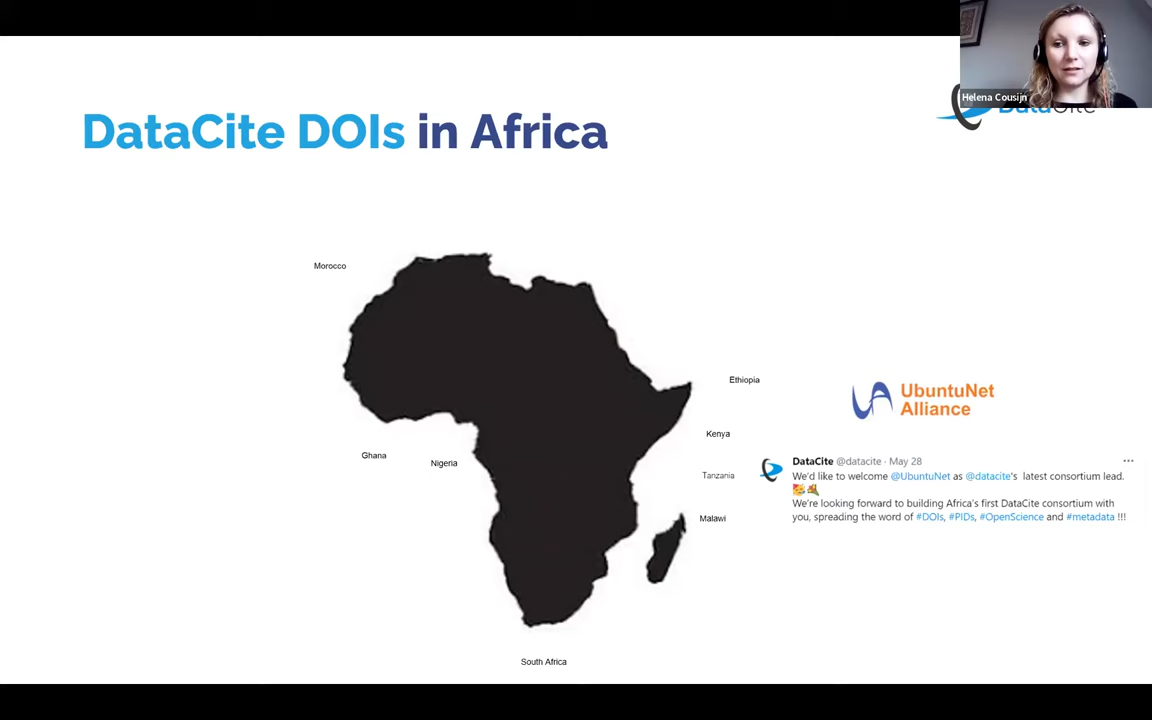 Helena Cousijn
DataCite
DataCite DOIs in Africa
Morocco
Ethiopia
UbuntuNet
Alliance
Kenya
Ghana
Nigeria
Tanzania
Malawi
South Africa
DataCite @datacite · May 28
We'd like to welcome @UbuntuNet as @datacite's latest consortium lead.
🥳🎉
We're looking forward to building Africa's first DataCite consortium with
you, spreading the word of #DOIs, #PIDs, #OpenScience and #metadata !!!